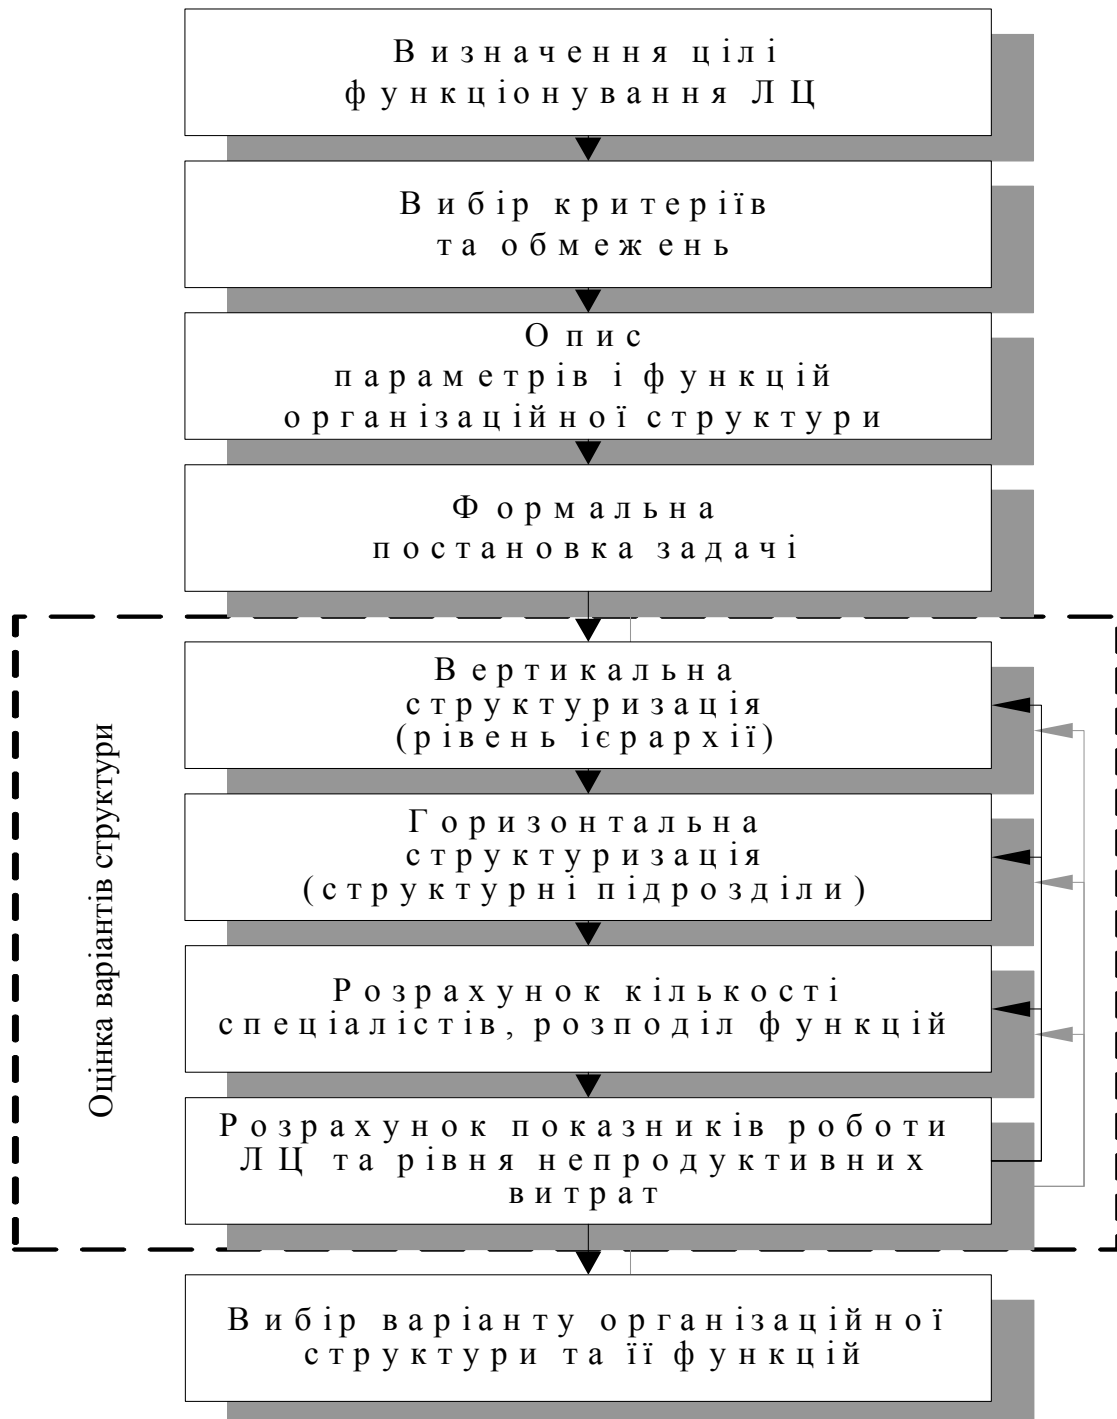 Визначення цілі
функціонування ЛЦ
Вибір критеріїв
та обмежень
Опис
параметрів і функцій
організаційної структури
Формальна
постановка задачі
Оцінка варіантів структури
Вертикальна
структуризація
(рівень ієрархії)
Горизонтальна
структуризація
(структурні підрозділи)
Розрахунок кількості
спеціалістів, розподіл функцій
Розрахунок показників роботи
ЛЦ та рівня непродуктивних
витрат
Вибір варіанту організаційної
структури та її функцій